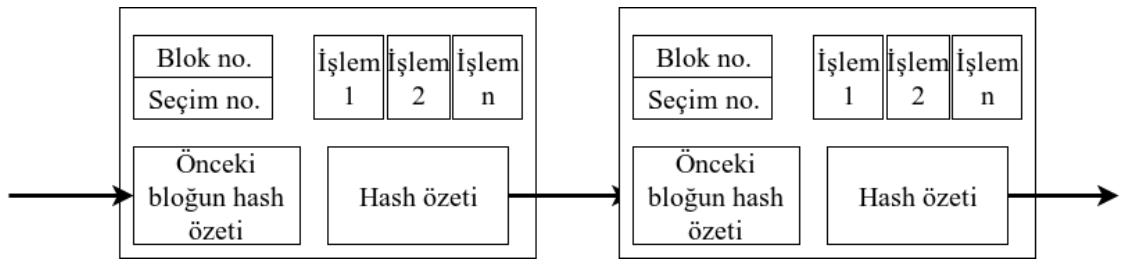 Blok no.
Seçim no.
İşlem
1
İşlem
2
İşlem
n
Önceki
bloğun hash
özeti
Hash özeti
Blok no.
Seçim no.
İşlem
1
İşlem
2
İşlem
n
Önceki
bloğun hash
özeti
Hash özeti